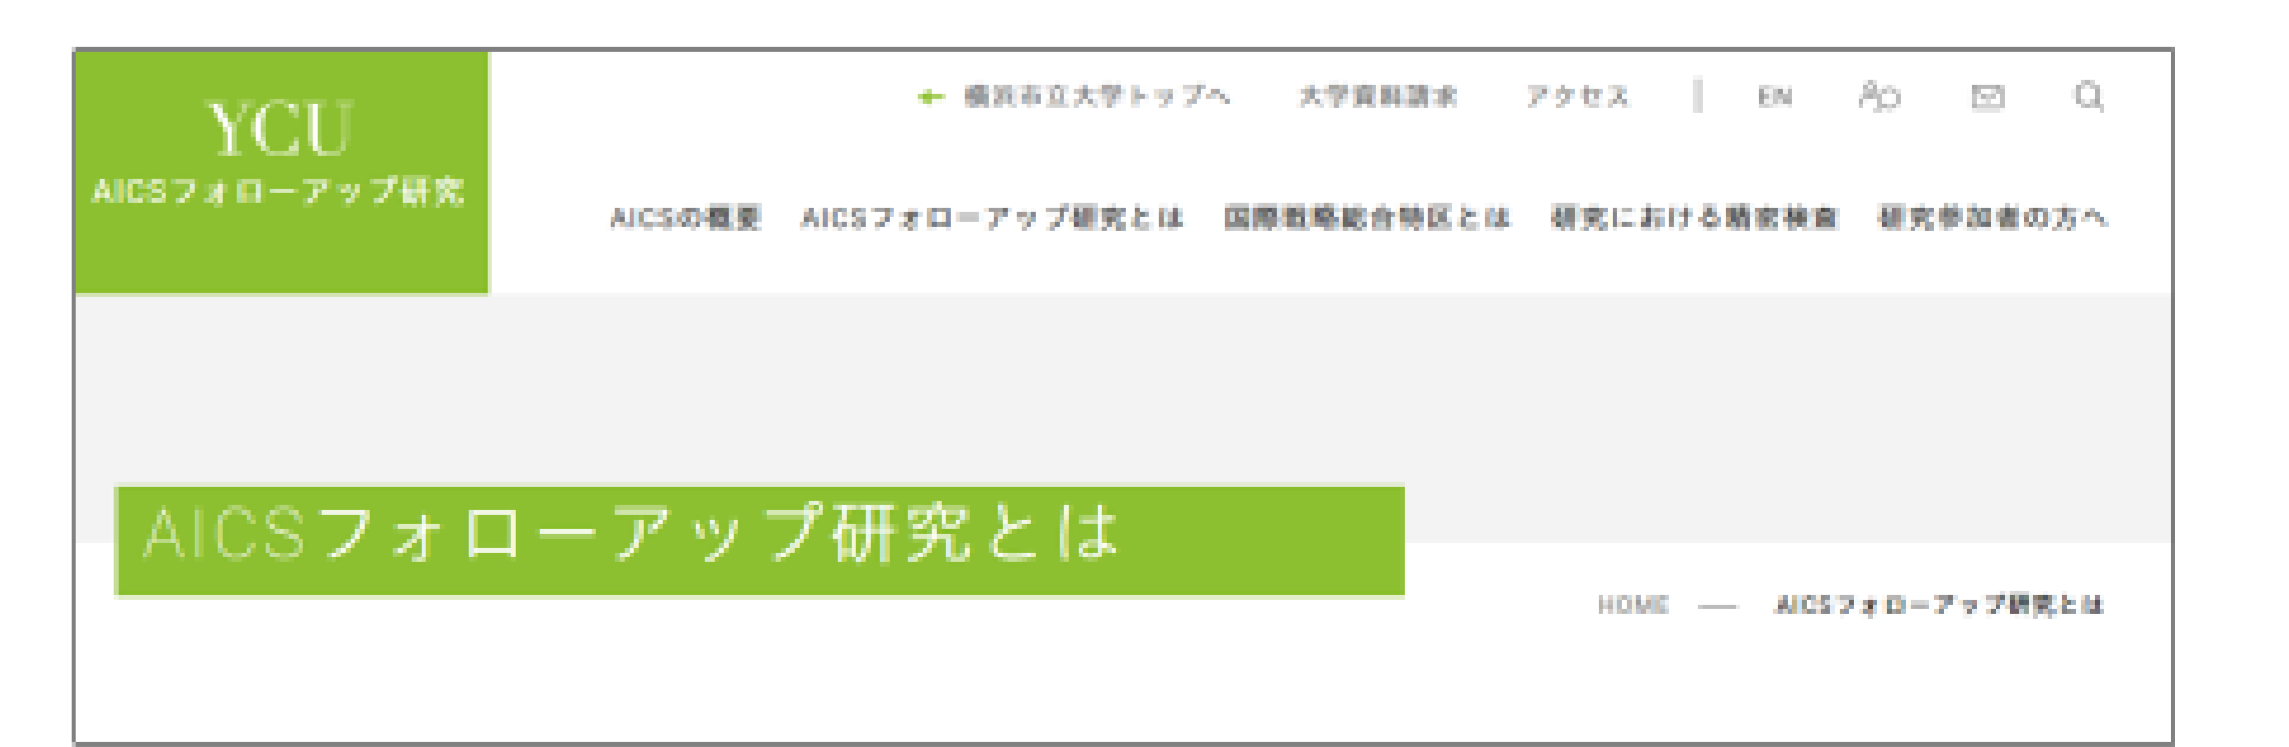 YCU
AICSフォローアップ研究
← 横浜市立大学トップへ 大学資料請求 アクセス | EN
AICSの概要 AICSフォローアップ研究とは 国際戦略総合特区とは 研究における精密検査 研究参加者の方へ
AICSフォローアップ研究とは
HOME — AICSフォローアップ研究とは